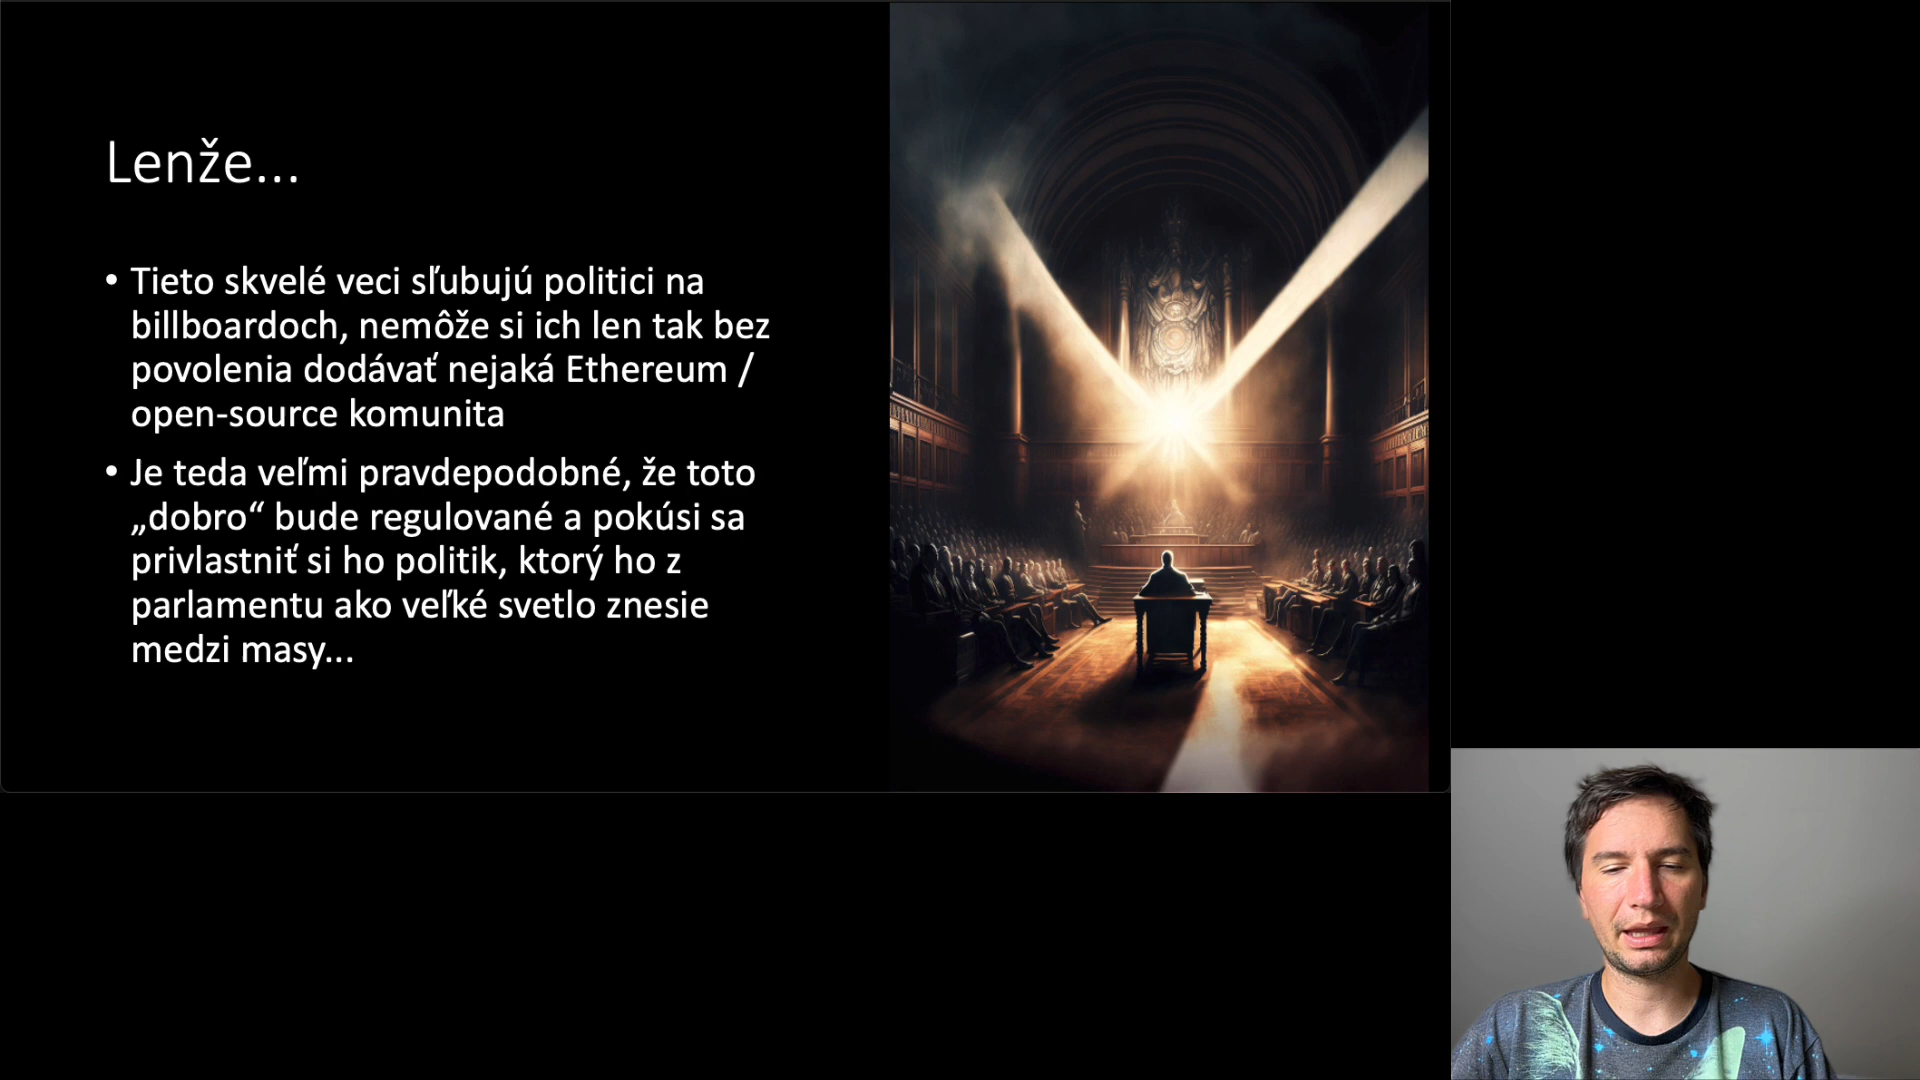 Lenže...
• Tieto skvelé veci sľubujú politici na
billboardoch, nemôže si ich len tak bez
povolenia dodávať nejaká Ethereum /
open-source komunita
• Je teda veľmi pravdepodobné, že toto
„dobro“ bude regulované a pokúsi sa
privlastniť si ho politik, ktorý ho z
parlamentu ako veľké svetlo znesie
medzi masy...